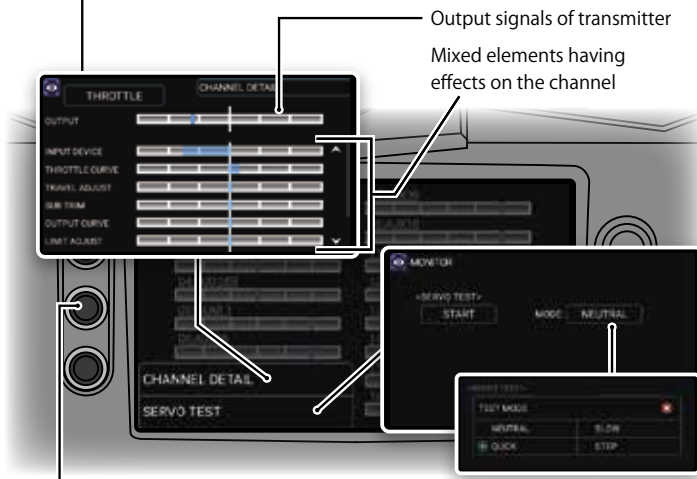 Output signals of transmitter
Mixed elements having
effects on the channel
THROTTLE
CHANNEL DETAIL
OUTPUT
INPUT DEVICE
THROTTLE CURVE
TRAVEL ADJUST
SUB TRIM
OUTPUT CURVE
LIMIT ADJUST
MONITOR
<SERVO TEST>
START
MODE
NEUTRAL
CHANNEL DETAIL
SERVO TEST
<SERVO TEST>
TEST MODE
NEUTRAL
SLOW
QUICK
STEP